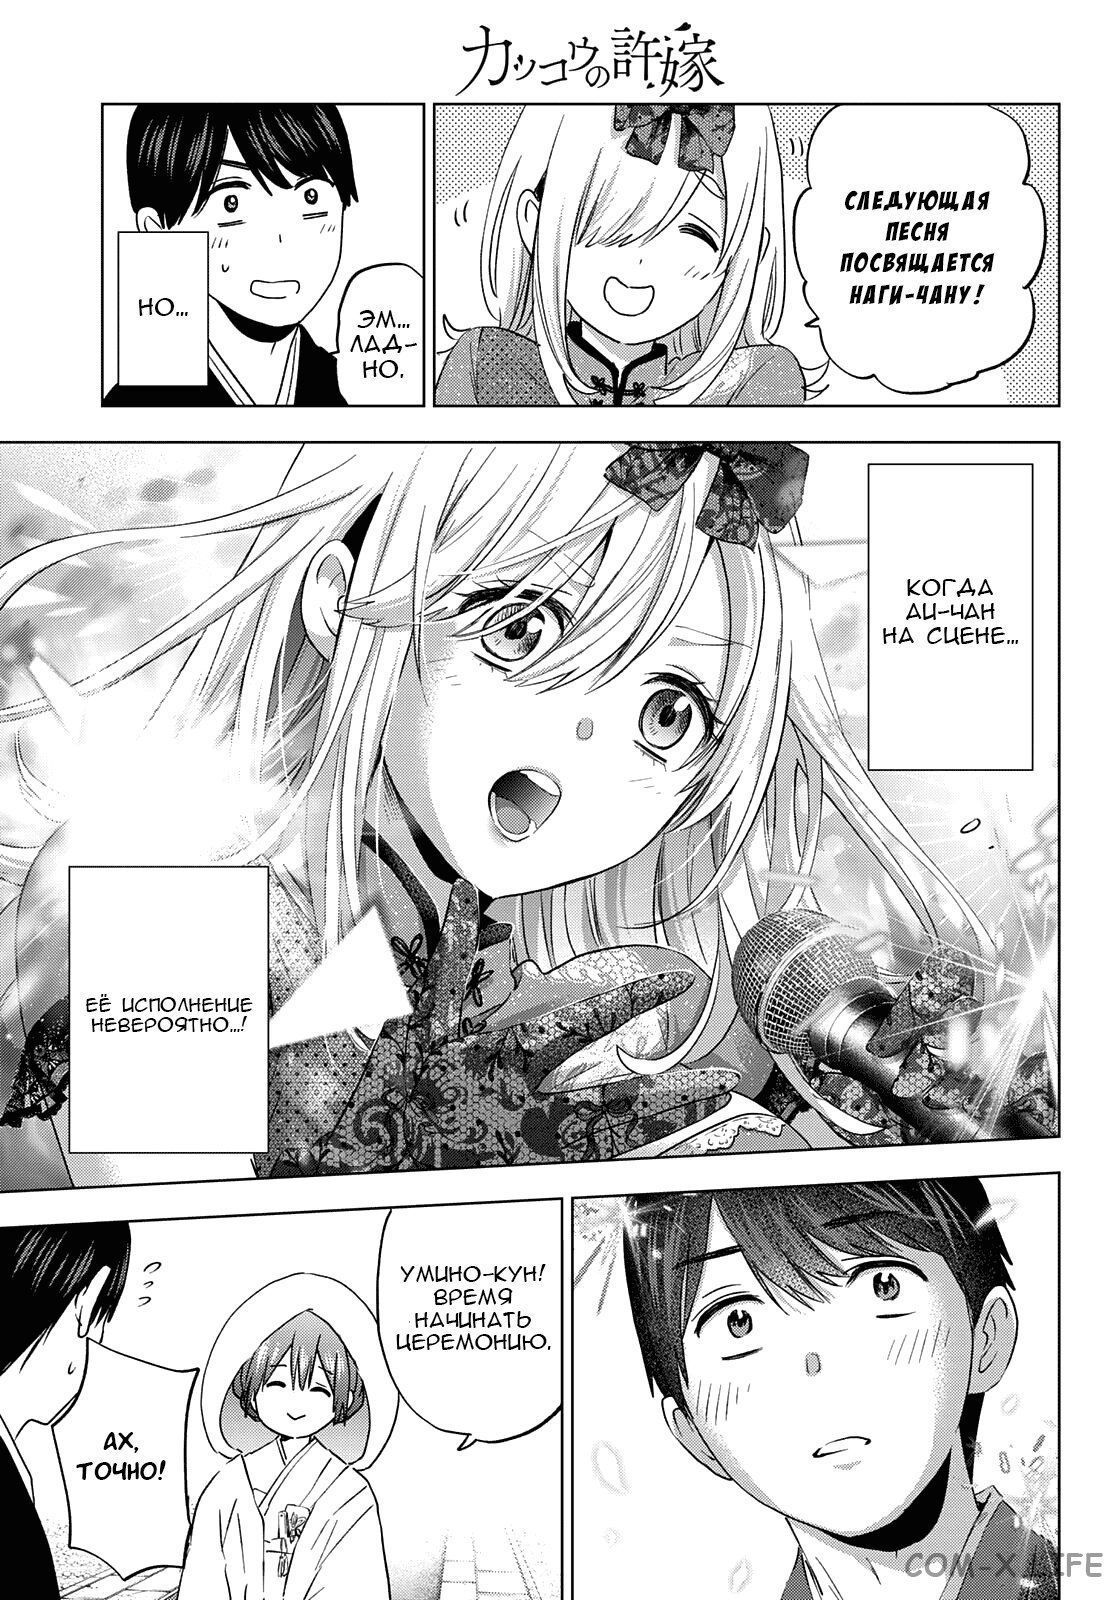 カッコウの許嫁
СЛЕДУЮЩАЯ
ПЕСНЯ
ПОСВЯЩАЕТСЯ
НАГИ-ЧАНУ!
ЭМ...
ЛАД-
НО.
НО...
КОГДА
АИ-ЧАН
НА СЦЕНЕ...
ЕЁ ИСПОЛНЕНИЕ
НЕВЕРОЯТНО...!
УМИНО-КУН!
ВРЕМЯ
НАЧИНАТЬ
ЦЕРЕМОНИЮ.
АХ,
ТОЧНО!
COM-X.LIFE